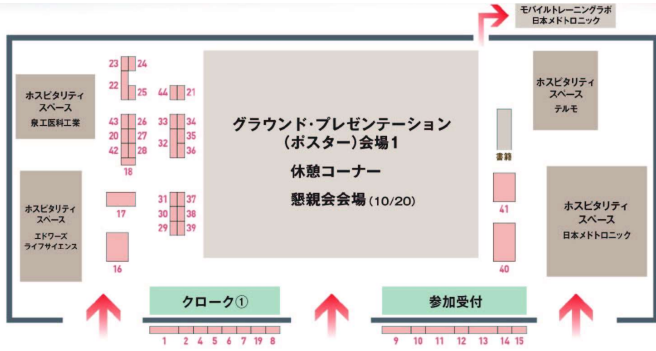 モバイルトレーニングラボ
日本メドトロニック
23
24
22
25
44
21
ホスピタリティ
スペース
泉工医科工業
43
26
20
27
42
28
18
33
34
35
32
36
グラウンド・プレゼンテーション
(ポスター)会場1
休憩コーナー
懇親会会場(10/20)
書籍
ホスピタリティ
スペース
テルモ
ホスピタリティ
スペース
エドワーズ
ライフサイエンス
17
16
31
37
30
38
29
39
41
40
ホスピタリティ
スペース
日本メドトロニック
クローク①
参加受付
1
2
4
5
6
7
19
8
9
10
11
12
13
14
15